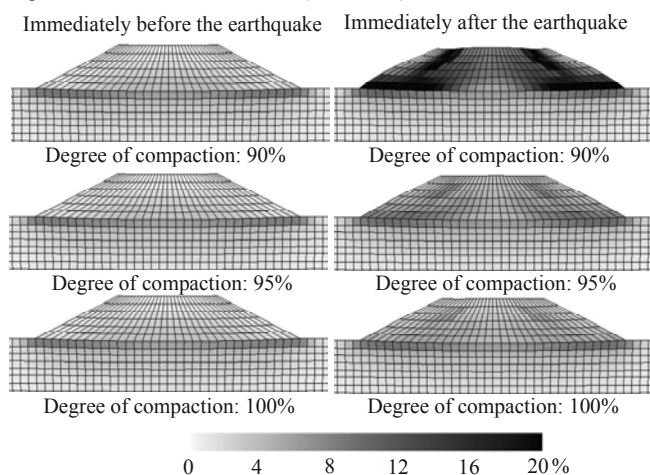 Immediately before the earthquake
Immediately after the earthquake
Degree of compaction: 90%
Degree of compaction: 90%
Degree of compaction: 95%
Degree of compaction: 95%
Degree of compaction: 100%
Degree of compaction: 100%
0 4 8 12 16 20%